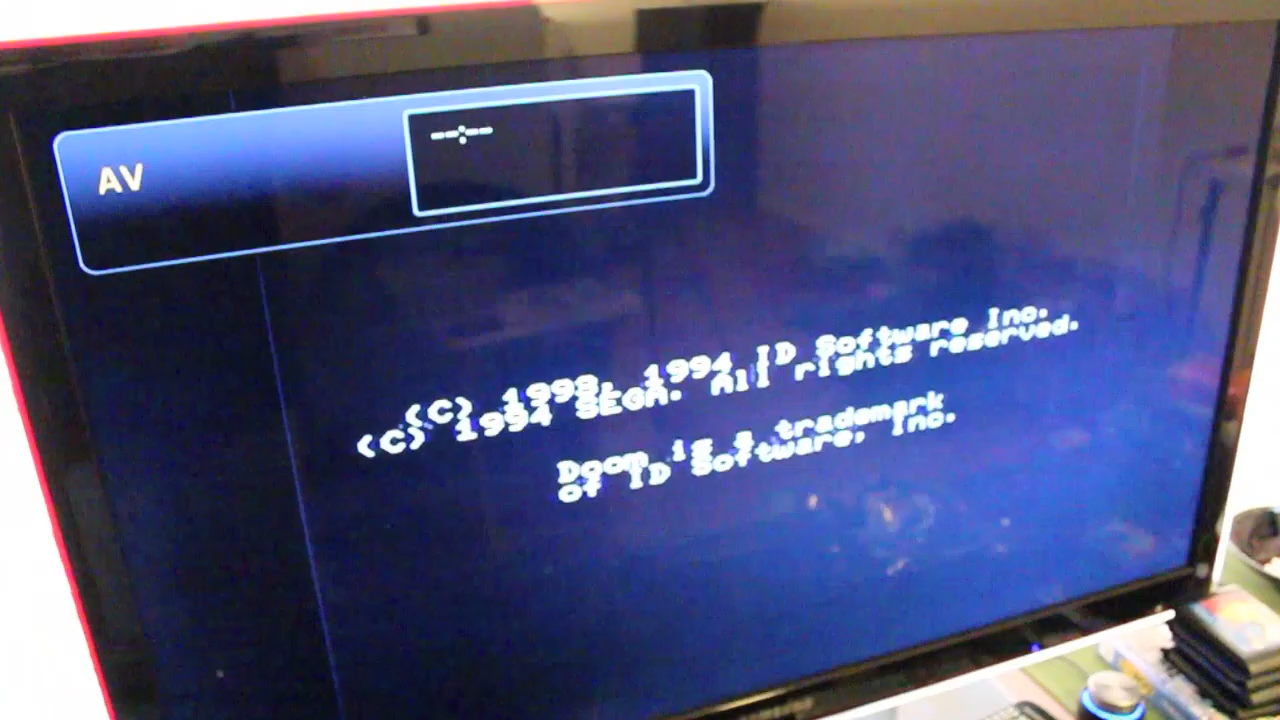 AV
--:--
(C) 1993, 1994 ID Software Inc.
(C) 1994 SEGA. All rights reserved.
Doom is a trademark
of ID Software, Inc.